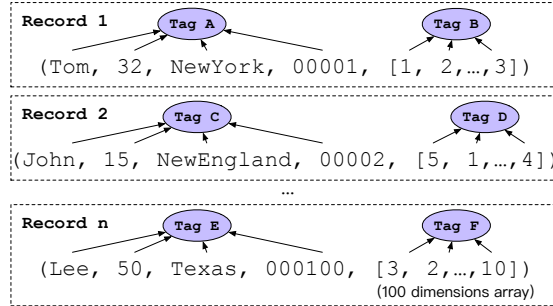 Record 1
Tag A
Tag B
(Tom, 32, NewYork, 00001, [1, 2,…,3])
Record 2
Tag C
Tag D
(John, 15, NewEngland, 00002, [5, 1,…,4])
…
Record n
Tag E
Tag F
(Lee, 50, Texas, 000100, [3, 2,…,10])
(100 dimensions array)